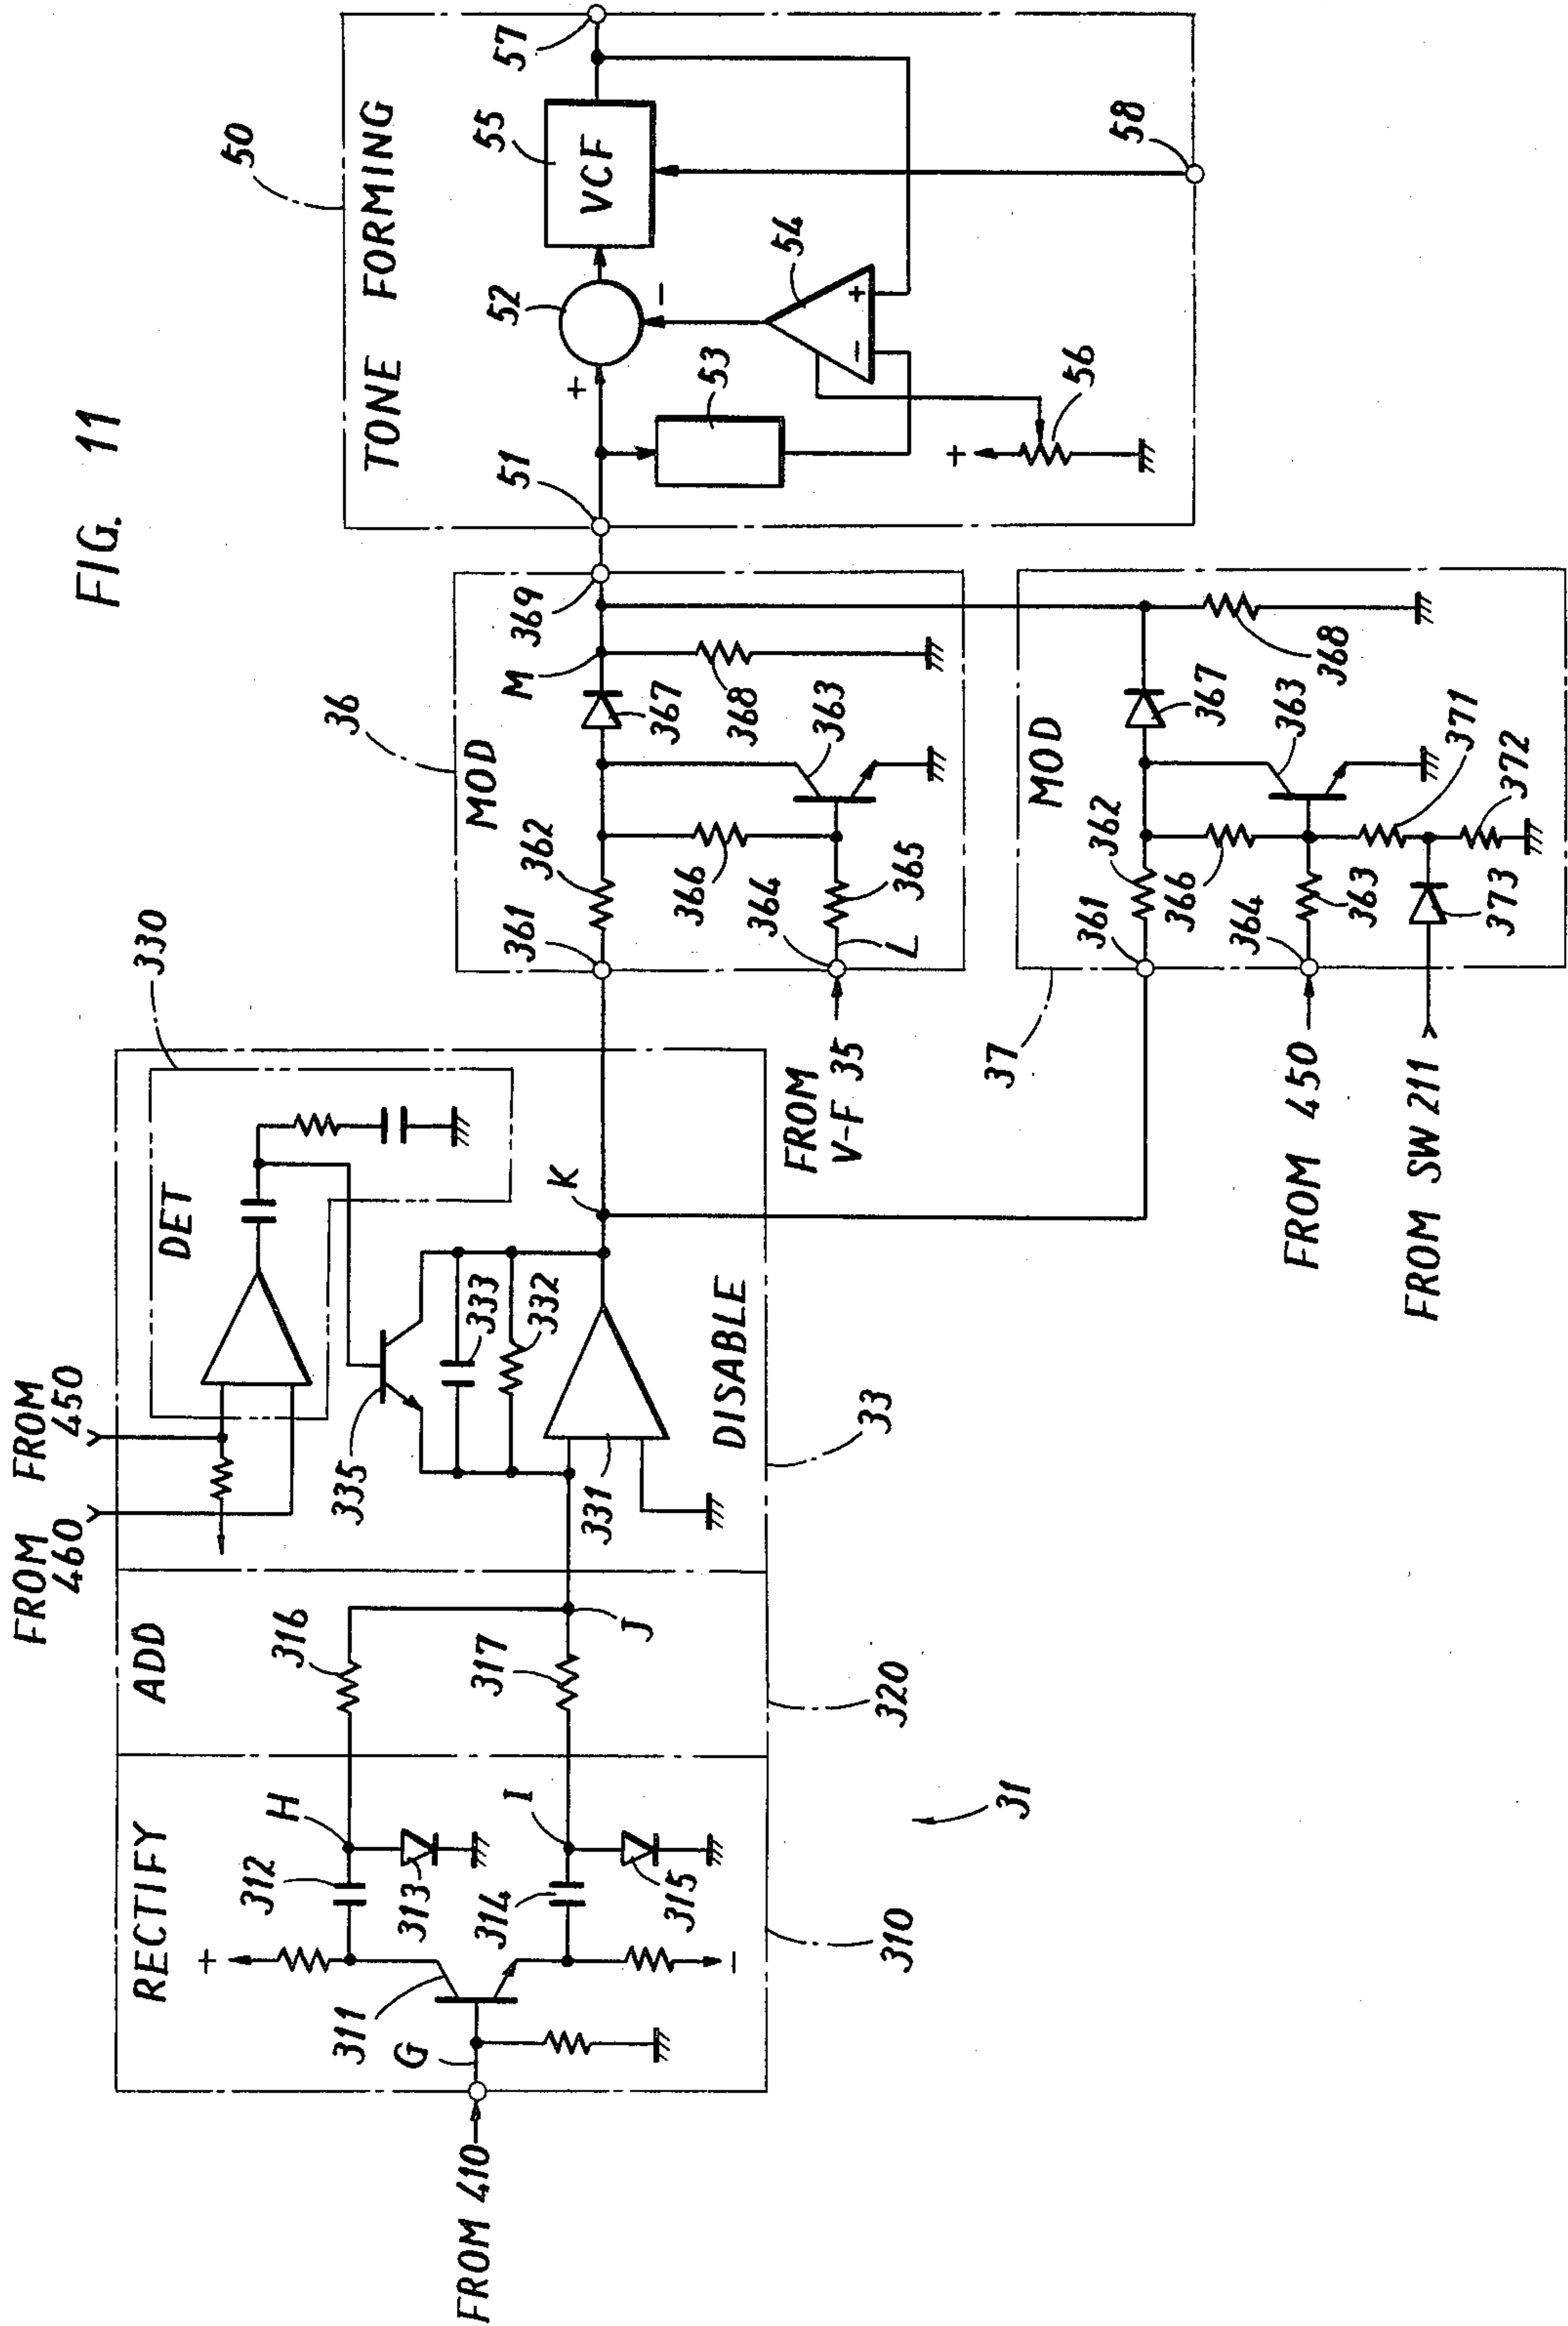 FIG. 11
50
TONE FORMING
51
52
53
54
55
VCF
56
57
58
+
-
+
-
+
36
MOD
M
369
361
362
366
367
368
363
364
365
L
FROM
V-F 35
37
MOD
361
362
366
367
368
363
364
363
371
372
373
FROM 450
FROM SW 211
FROM
460
FROM
450
330
DET
335
333
332
331
K
DISABLE
33
ADD
316
317
J
320
RECTIFY
+
312
H
313
311
314
I
315
-
G
310
FROM 410
31